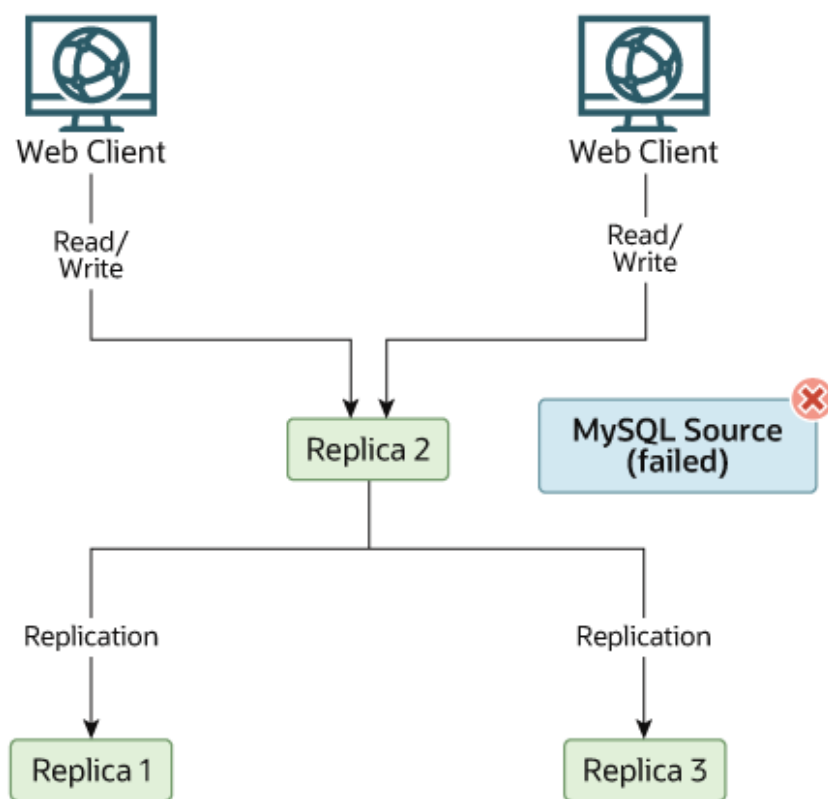 Web Client
Web Client
Read/
Write
Read/
Write
Replica 2
MySQL Source
(failed)
Replication
Replication
Replica 1
Replica 3